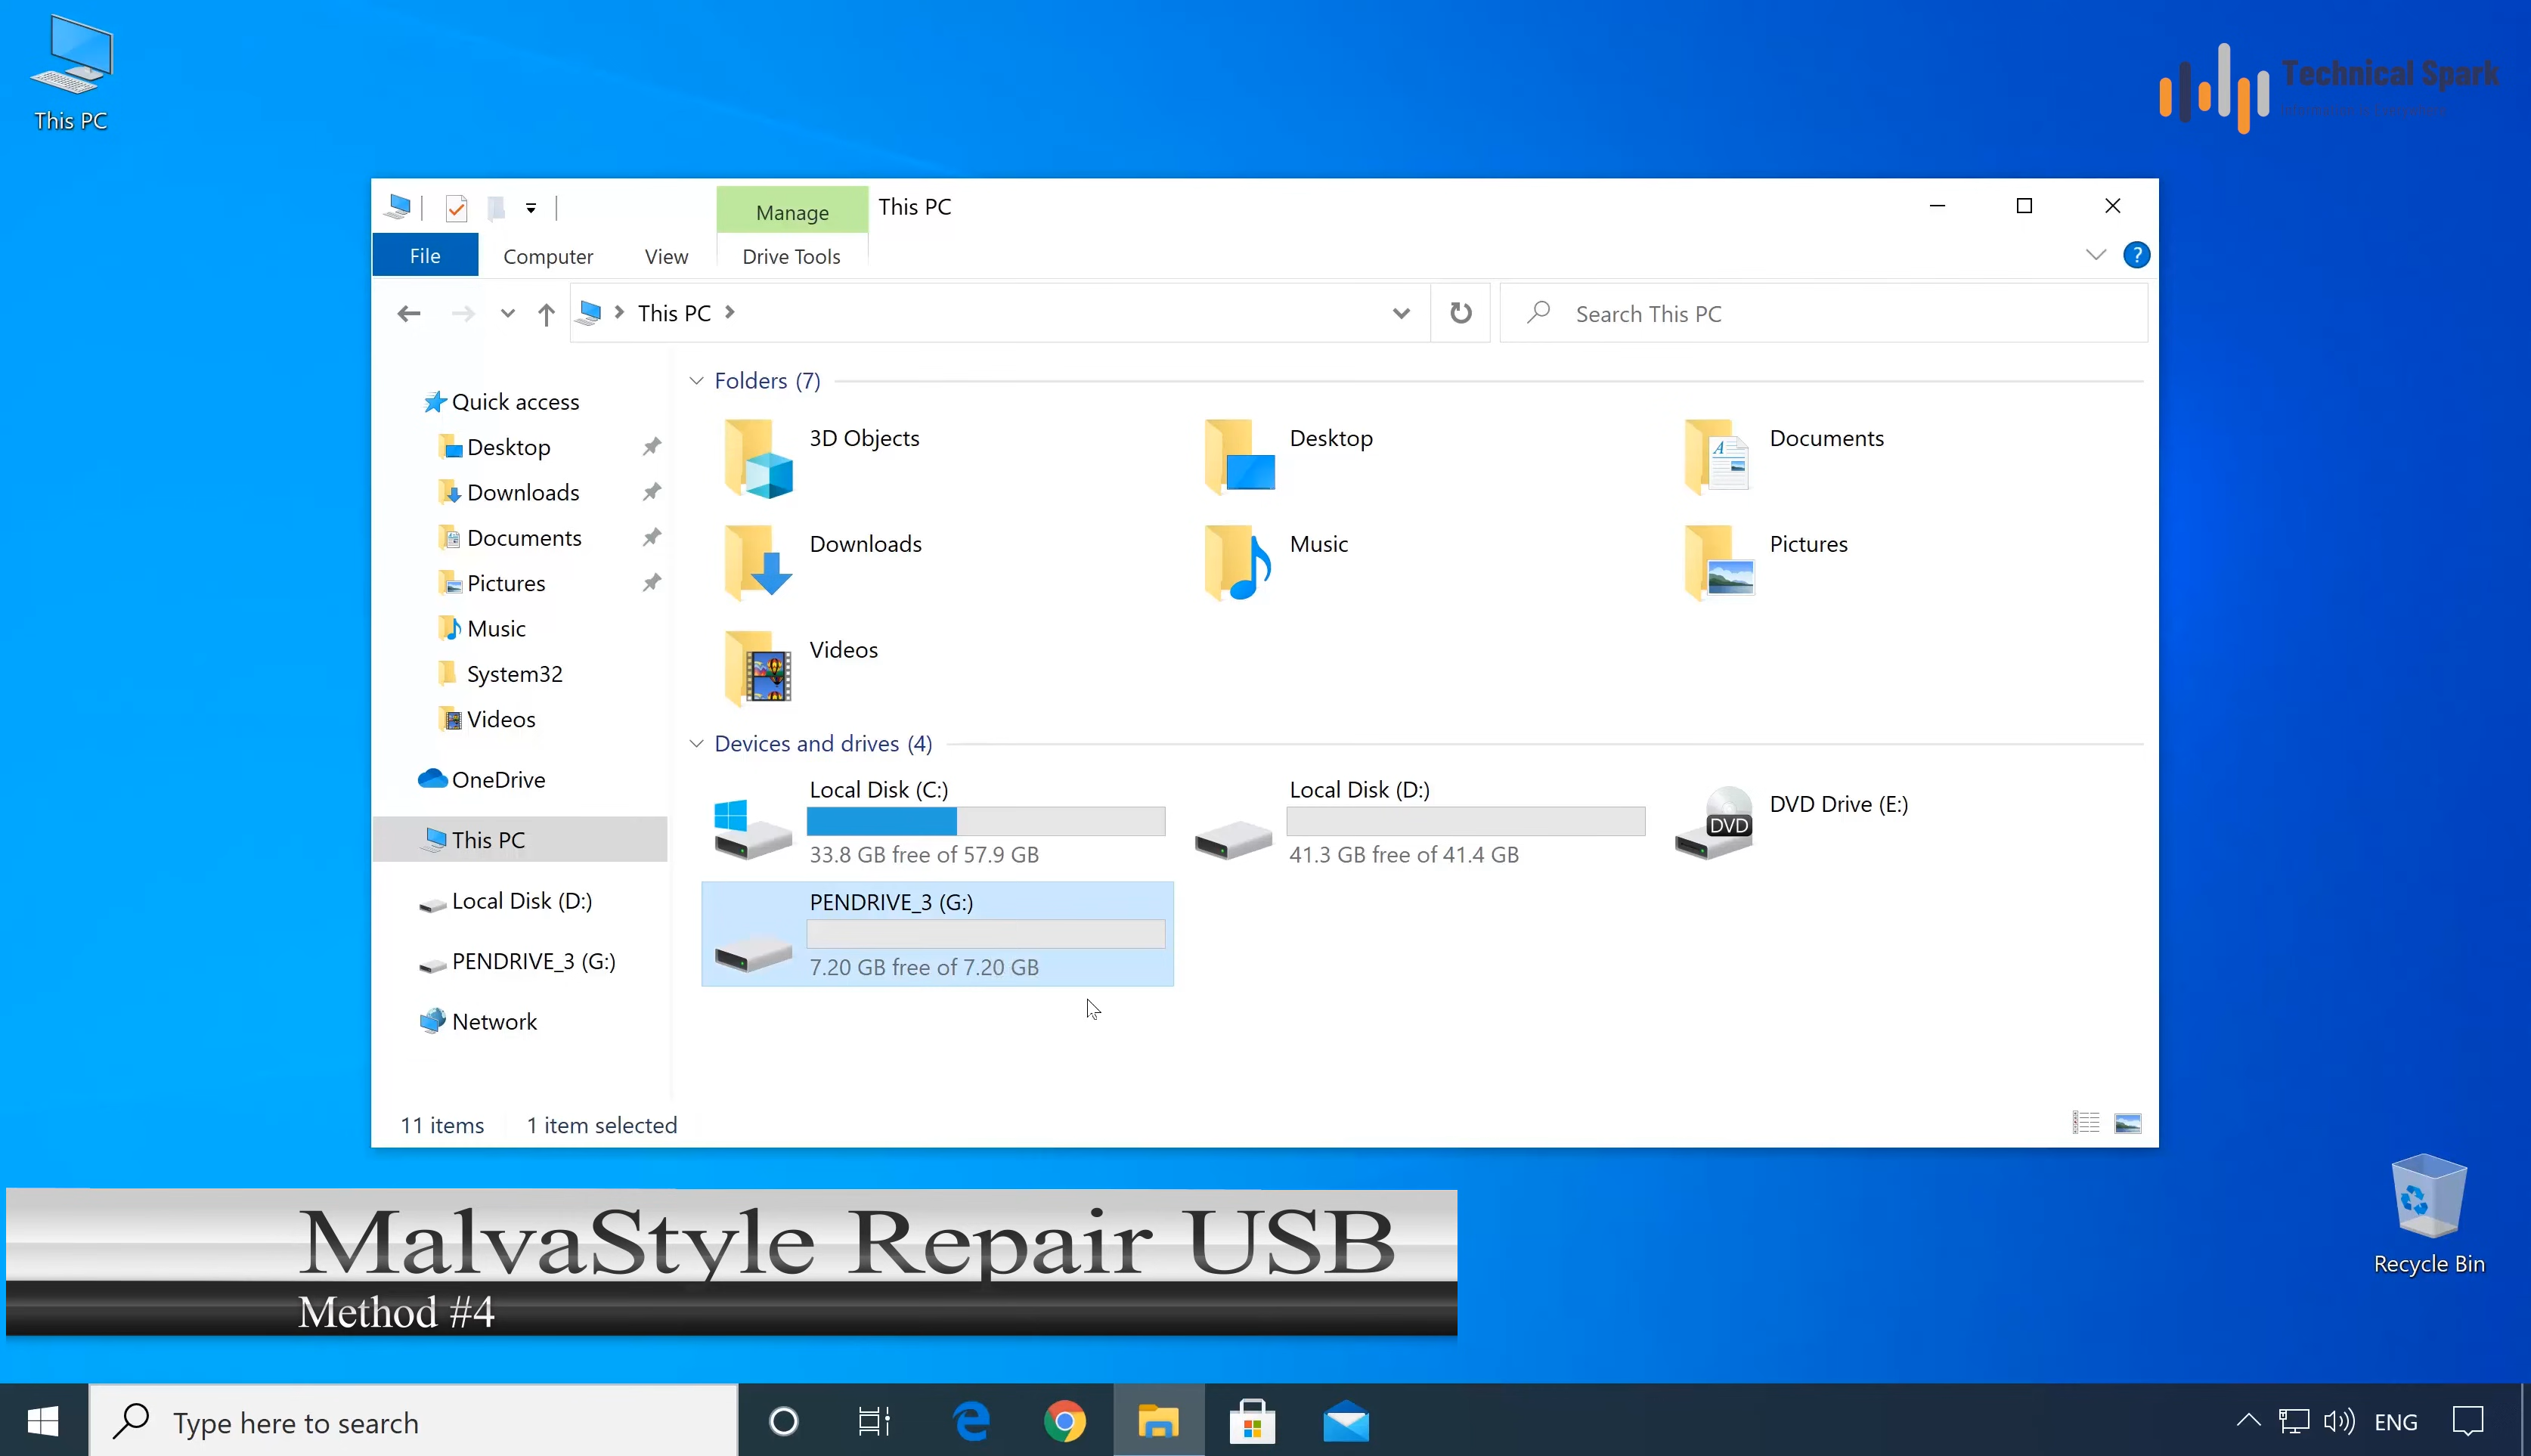 This PC
Technical Spark
Manage
This PC
File
Computer
View
Drive Tools
This PC
Search This PC
Quick access
Desktop
Downloads
Documents
Pictures
Music
System32
Videos
OneDrive
This PC
Local Disk (D:)
PENDRIVE_3 (G:)
Network
Folders (7)
3D Objects
Desktop
Documents
Downloads
Music
Pictures
Videos
Devices and drives (4)
Local Disk (C:)
33.8 GB free of 57.9 GB
Local Disk (D:)
41.3 GB free of 41.4 GB
DVD Drive (E:)
DVD
PENDRIVE_3 (G:)
7.20 GB free of 7.20 GB
11 items
1 item selected
MalvaStyle Repair USB
Method #4
Recycle Bin
Type here to search
ENG